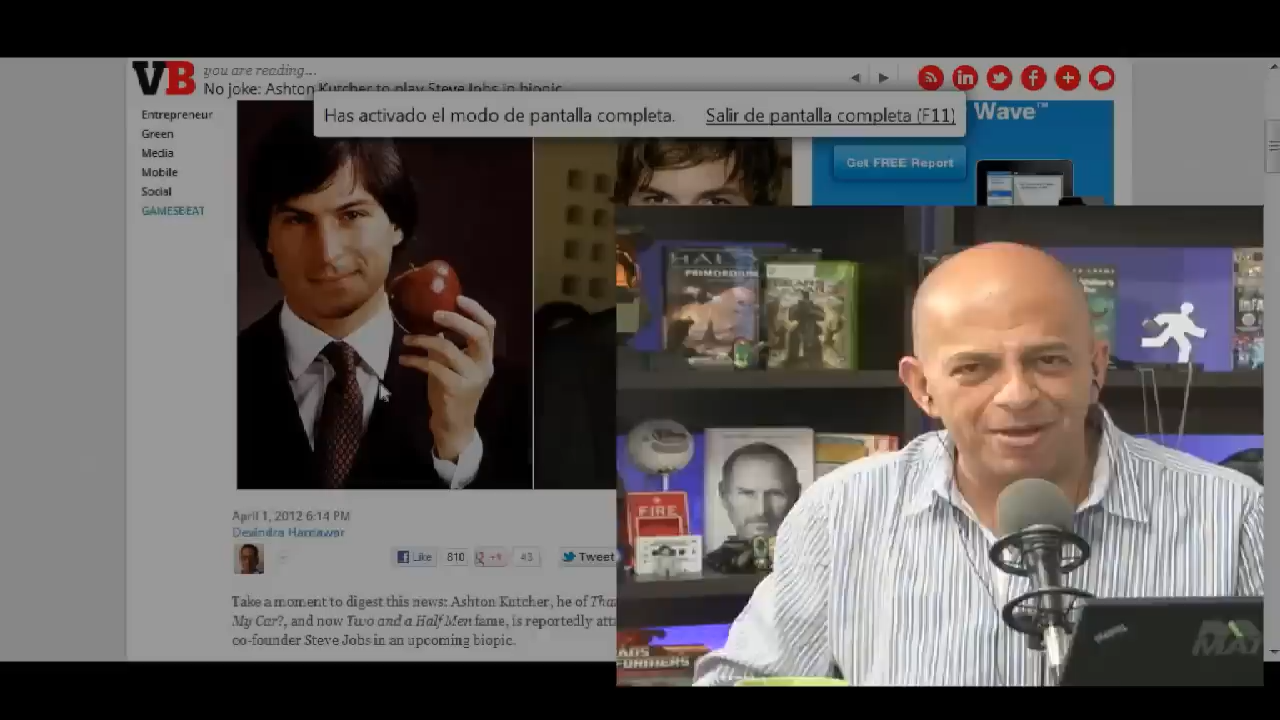 VB
you are reading...
No joke: Ashton Kutcher to play Steve Jobs in biopic
Has activado el modo de pantalla completa. Salir de pantalla completa (F11)
Wave™
Get FREE Report
Entrepreneur
Green
Media
Mobile
Social
GAMESBEAT
HAL
PRIMORDIUM
FIRE
April 1, 2012 6:14 PM
Devindra Hardawar
Like 810 +1 43 Tweet
Take a moment to digest this news: Ashton Kutcher, he of
My Car?, and now Two and a Half Men fame, is reportedly
co-founder Steve Jobs in an upcoming biopic.